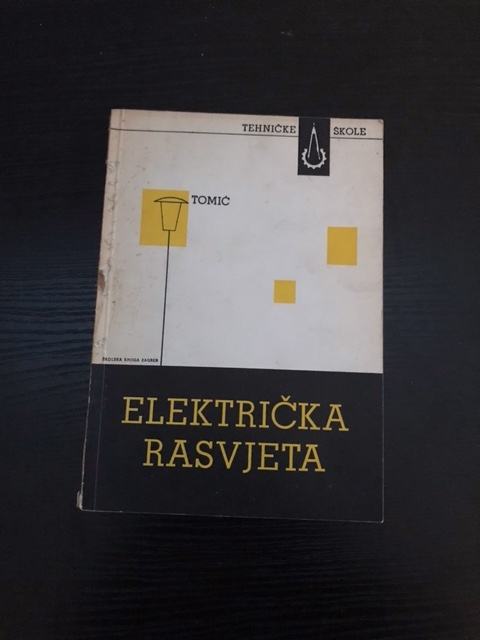 TEHNIČKE ŠKOLE
TOMIĆ
ŠKOLSKA KNJIGA ZAGREB
ELEKTRIČKA
RASVJETA